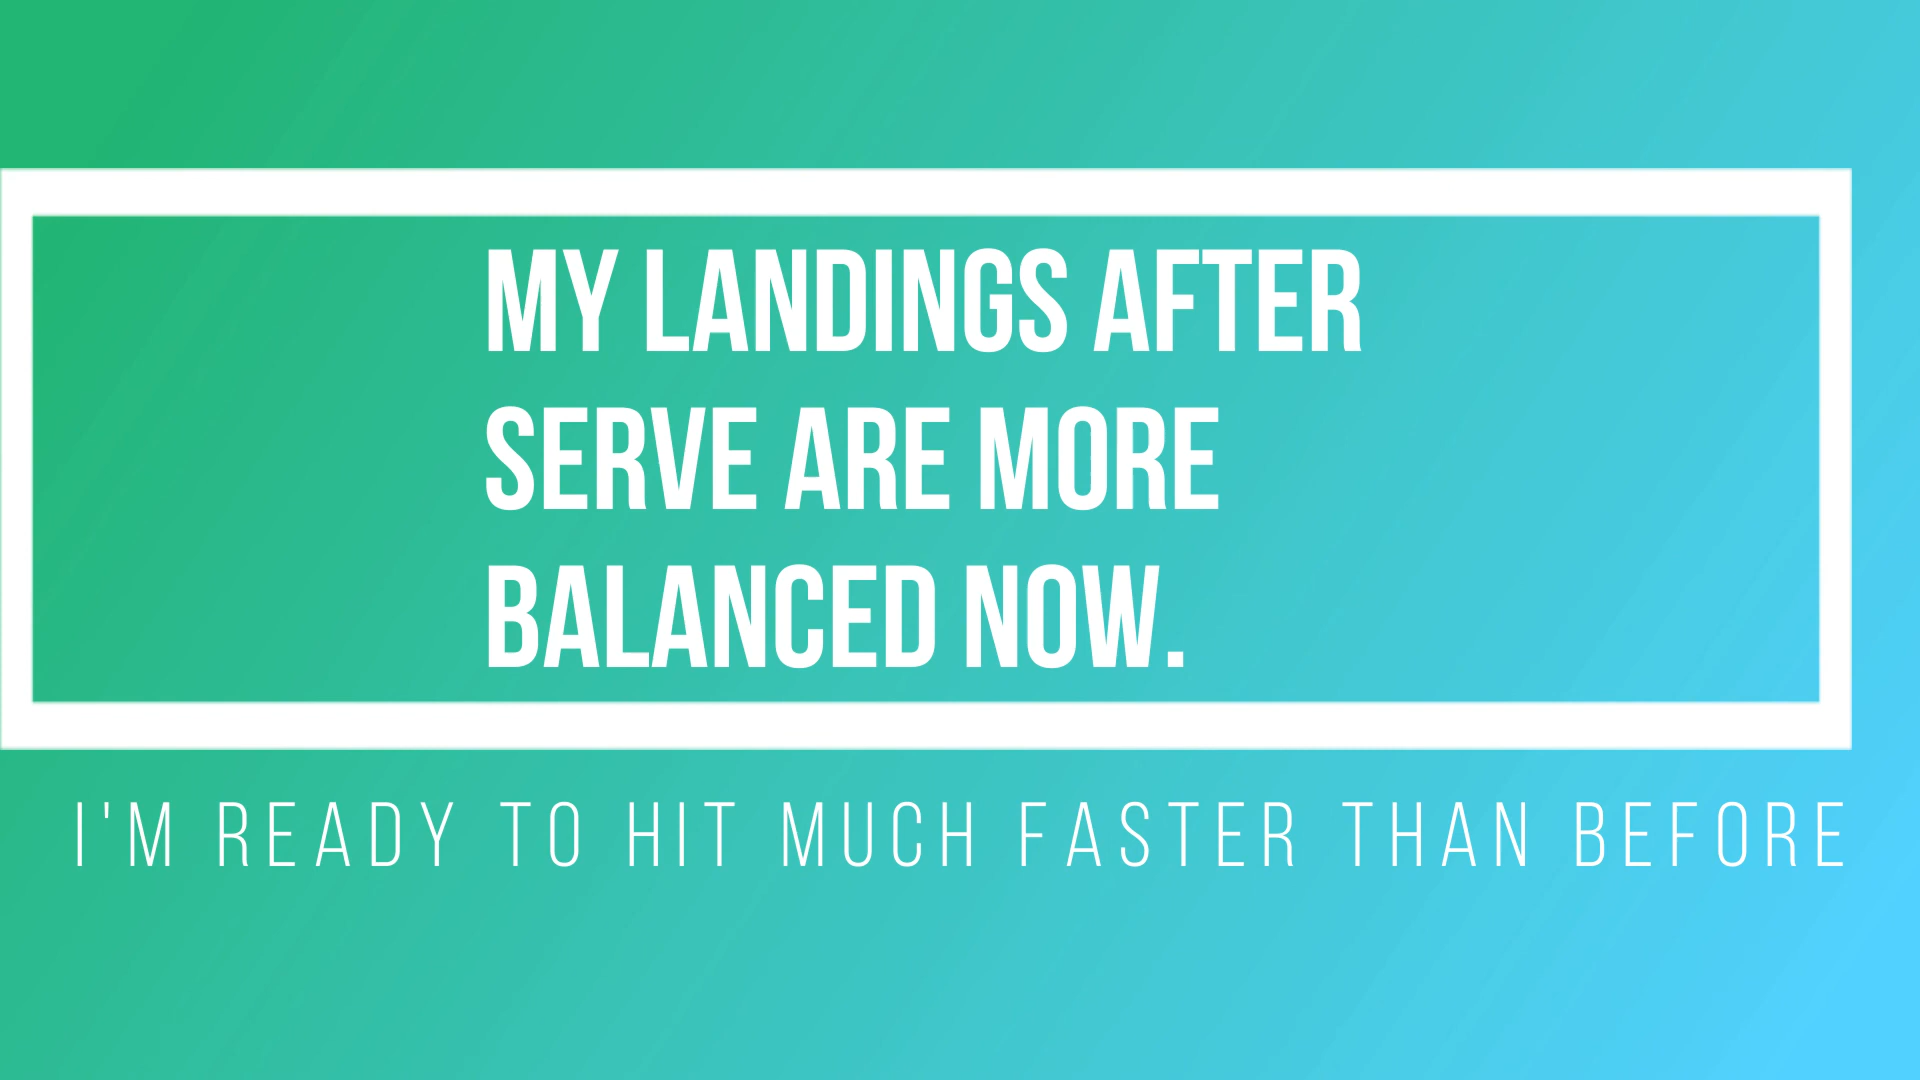 MY LANDINGS AFTER
SERVE ARE MORE
BALANCED NOW.
I'M READY TO HIT MUCH FASTER THAN BEFORE